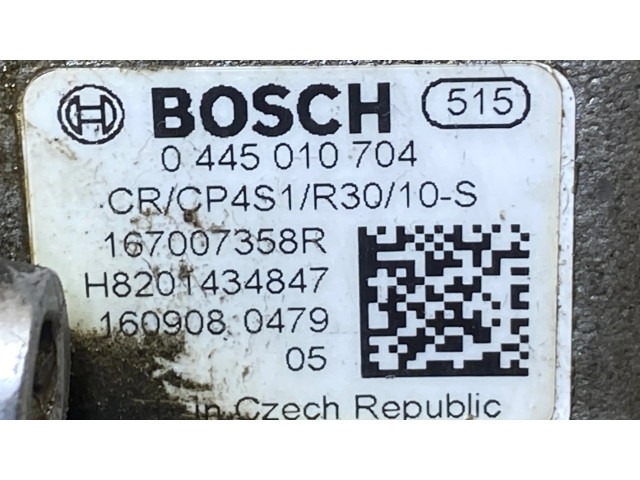 BOSCH 515
0 445 010 704
CR/CP4S1/R30/10-S
167007358R
H8201434847
160908 0479
05
in Czech Republic